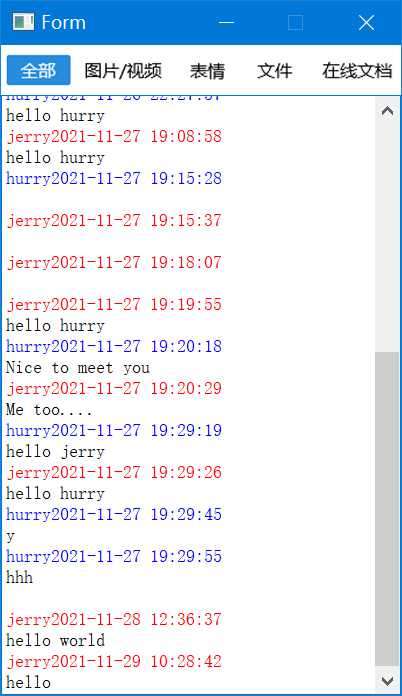 Form
全部 图片/视频 表情 文件 在线文档
hurry2021-11-26 22:27:37
hello hurry
jerry2021-11-27 19:08:58
hello hurry
hurry2021-11-27 19:15:28
jerry2021-11-27 19:15:37
jerry2021-11-27 19:18:07
jerry2021-11-27 19:19:55
hello hurry
hurry2021-11-27 19:20:18
Nice to meet you
jerry2021-11-27 19:20:29
Me too....
hurry2021-11-27 19:29:19
hello jerry
jerry2021-11-27 19:29:26
hello hurry
hurry2021-11-27 19:29:45
y
hurry2021-11-27 19:29:55
hhh
jerry2021-11-28 12:36:37
hello world
jerry2021-11-29 10:28:42
hello